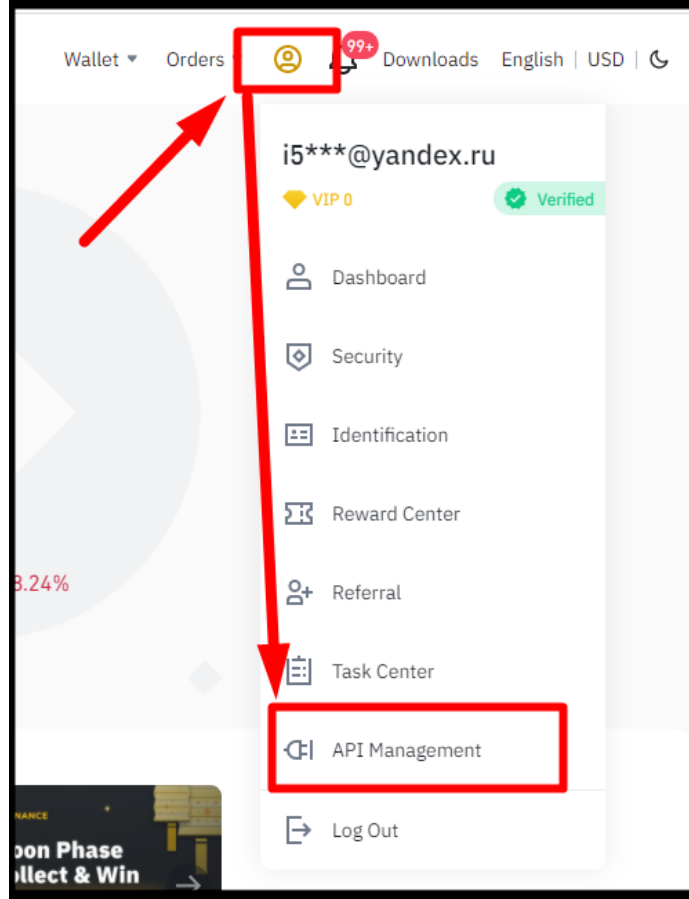 Wallet Orders 99+ Downloads English | USD |
i5***@yandex.ru
VIP 0 Verified
Dashboard
Security
Identification
Reward Center
3.24%
Referral
Task Center
API Management
NANCE
oon Phase
ollect & Win
Log Out